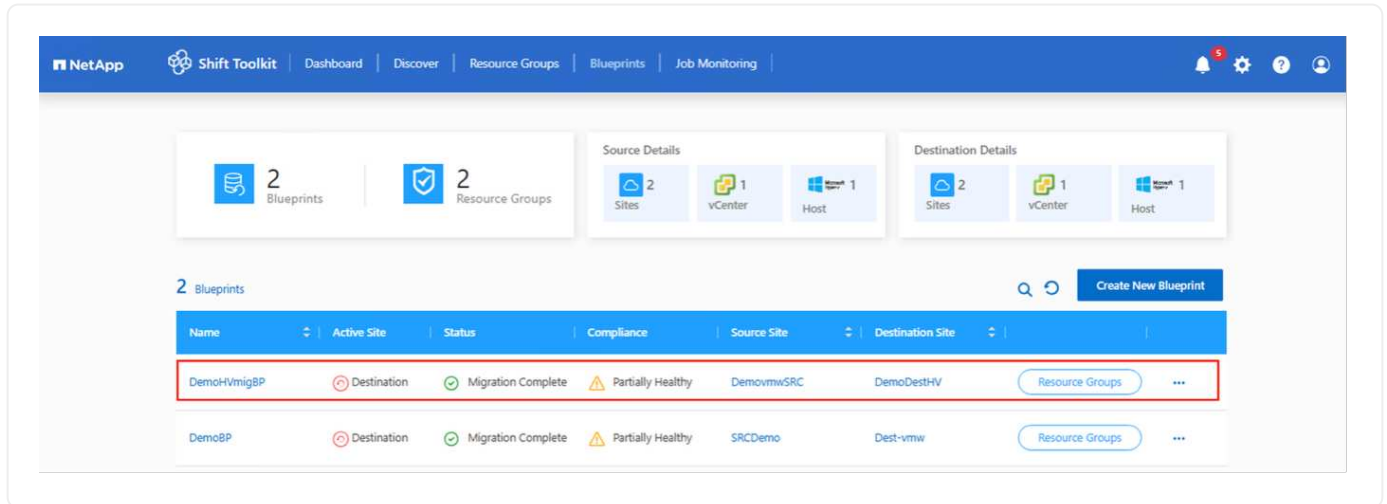 NetApp Shift Toolkit Dashboard Discover Resource Groups Blueprints Job Monitoring 5
Source Details Destination Details
2 2 2 1 1 2 1 1
Blueprints Resource Groups Sites vCenter Host Sites vCenter Host
2 Blueprints Create New Blueprint
Name Active Site Status Compliance Source Site Destination Site
DemoHVmigBP Destination Migration Complete Partially Healthy DemovmwSRC DemoDestHV Resource Groups ...
DemoBP Destination Migration Complete Partially Healthy SRCDemo Dest-vmw Resource Groups ...